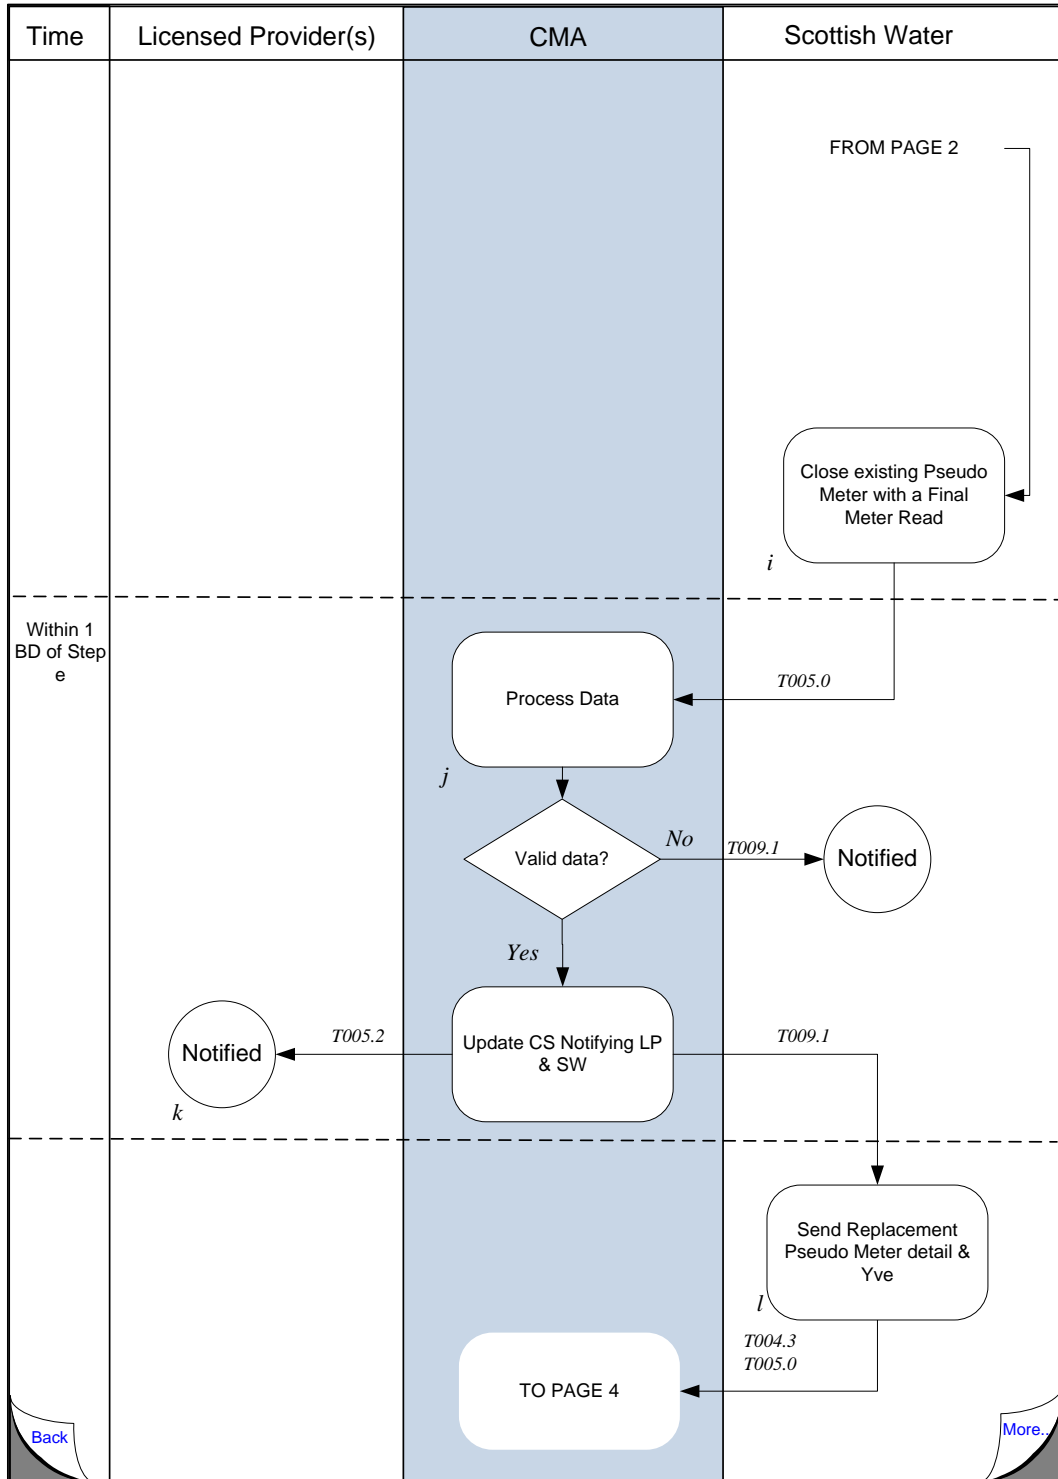 Time
Licensed Provider(s)
CMA
Scottish Water
FROM PAGE 2
Close existing Pseudo
Meter with a Final
Meter Read
i
Within 1
BD of Step
e
T005.0
Process Data
j
Valid data?
No
T009.1
Notified
Yes
Notified
k
T005.2
Update CS Notifying LP
& SW
T009.1
Send Replacement
Pseudo Meter detail &
Yve
l
T004.3
T005.0
TO PAGE 4
Back
More..